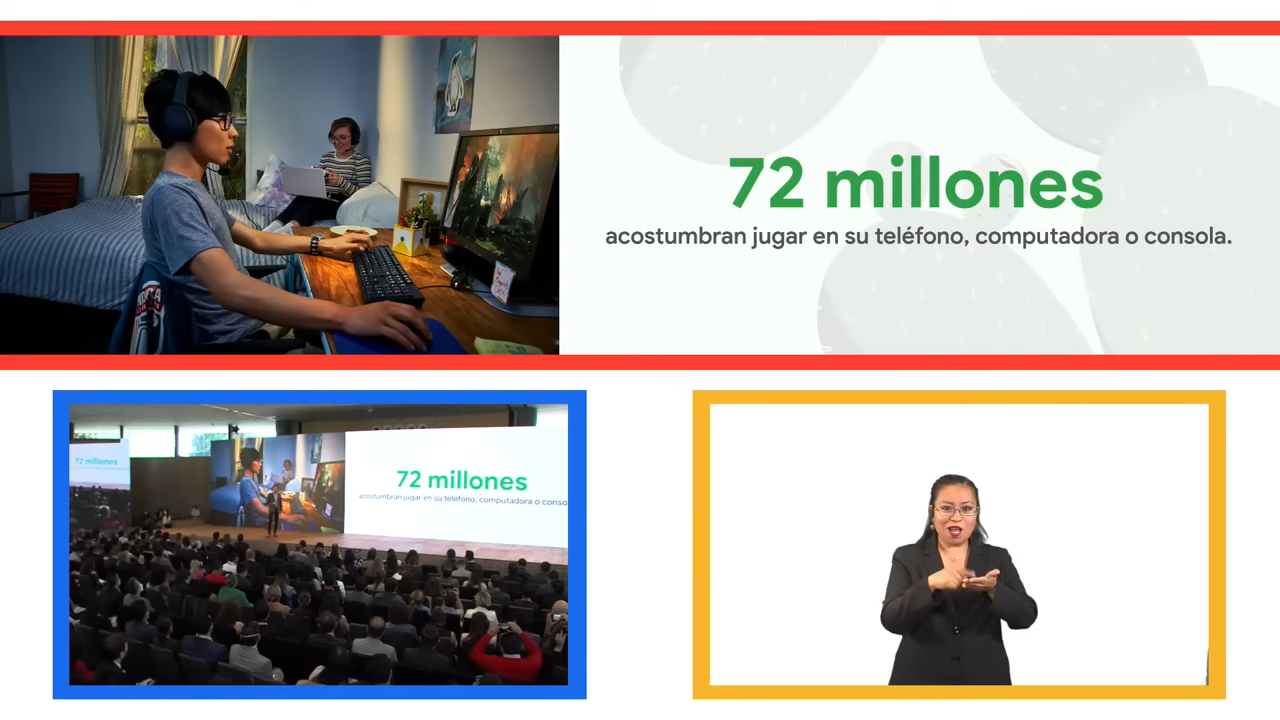 72 millones
acostumbran jugar en su teléfono, computadora o consola.
72 millones
72 millones
acostumbran jugar en su teléfono, computadora o conso